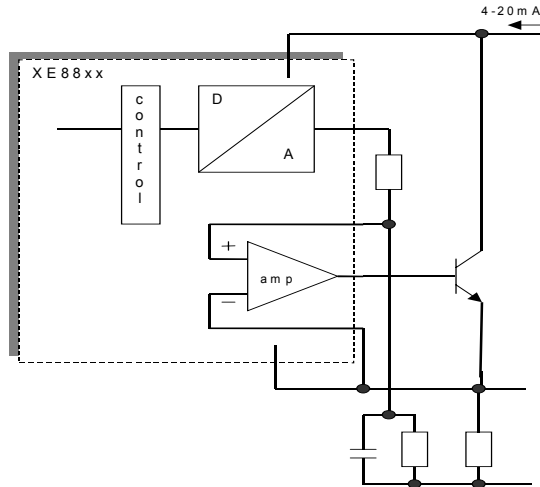 4-20mA
XE88xx
control
D
A
+
amp
−